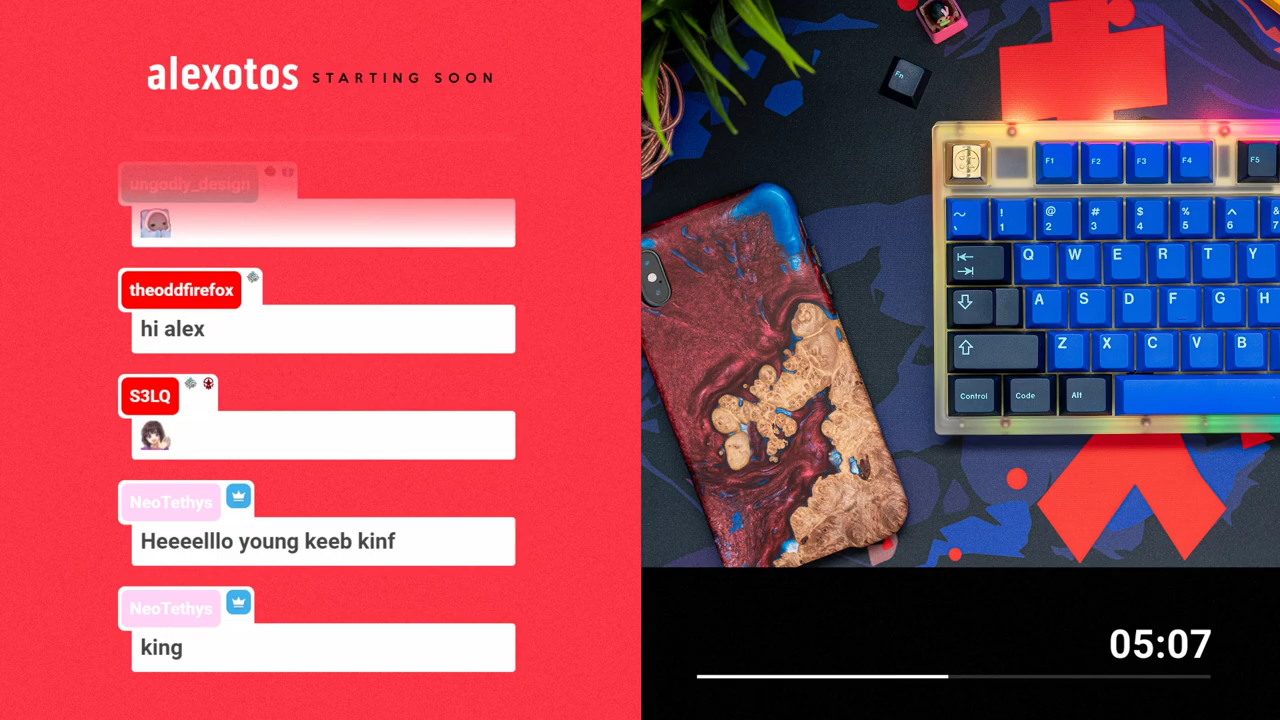 alexotos STARTING SOON
ungodly_design
theoddfirefox
hi alex
S3LQ
NeoTethys
Heeeelllo young keeb kinf
NeoTethys
king
Fn
F1 F2 F3 F4 F5
~ ! @ # $ % ^ &
1 2 3 4 5 6 7
Q W E R T Y
A S D F G H
Z X C V B
Control Code Alt
05:07